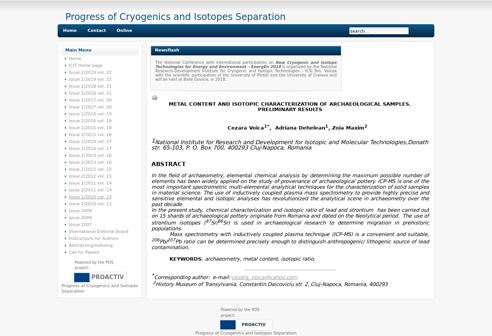 Progress of Cryogenics and Isotopes Separation
Home Contact Online
search...
Main Menu
Home
ICIT Home page
Issue 2/2019 vol. 22
Issue 1/2019 vol. 22
Issue 2/2018 vol. 21
Issue 1/2018 vol. 21
Issue 2/2017 vol. 20
Issue 1/2017 vol. 20
Issue 2/2016 vol. 19
Issue 1/2016 vol. 19
Issue 2/2015 vol. 18
Issue 1/2015 vol. 18
Issue 2/2014 vol. 17
Issue 1/2014 vol. 17
Issue 2/2013 vol. 16
Issue 1/2013 vol. 16
Issue 2/2012 vol. 15
Issue 1/2012 vol. 15
Issue 2/2011 vol. 14
Issue 1/2011 vol. 14
Issue 2/2010 vol. 13
Issue 1/2010 vol. 13
Issue 2009
Issue 2008
Issue 2007
International Editorial Board
Instructions for Authors
Abstracting/Indexing
Call for Papers
Powered by the POS
project:
PROACTIV
Progress of Cryogenics and Isotopes
Separation
Newsflash
The National Conference with international participation on New Cryogenic and Isotope
Technologies for Energy and Environment - EnergEn 2018 is organized by the National
Research-Development Institute for Cryogenic and Isotopic Technologies - ICSI Rm. Valcea
with the scientific participation of the University of Pitesti and the University of Craiova and
will be held at Baile Govora, in 2018.
METAL CONTENT AND ISOTOPIC CHARACTERIZATION OF ARCHAEOLOGICAL SAMPLES.
PRELIMINARY RESULTS
Cezara Voica1*, Adriana Dehelean1, Zoia Maxim2
1National Institute for Research and Development for Isotopic and Molecular Technologies,Donath
str. 65-103, P. O. Box 700, 400293 Cluj-Napoca, Romania
ABSTRACT
In the field of archaeology, elemental chemical analysis by determining the maximum possible number of
elements has been widely applied on the study of provenance of archaeological pottery. ICP-MS is one of the
most important spectrometric multi-elemental analytical techniques for the characterization of solid samples
in material science. The use of inductively coupled plasma mass spectrometry to provide highly precise and
sensitive elemental and isotopic analyses has revolutionized the analytical scene in archaeometry over the
past decade.
In the present study, chemical characterization and isotopic ratio of lead and strontium has been carried out
on 15 shards of archaeological pottery originate from Romania and dated on the Neolytical period. The use of
strontium isotopes (87Sr/86Sr) is used in archaeological research to determine migration in prehistory
populations.
Mass spectrometry with inductively coupled plasma technique (ICP-MS) is a convenient and suitable,
206Pb/207Pb ratio can be determined precisely enough to distinguish anthropogenic/ lithogenic source of lead
contamination.
KEYWORDS: archaeometry, metal content, isotopic ratio.
*Corresponding author: e-mail:cezara_voica@yahoo.com
2History Museum of Transylvania, Constantin Daicoviciu str. 2, Cluj-Napoca, Romania, 400293
Powered by the POS
project:
PROACTIV
Progress of Cryogenics and Isotopes Separation